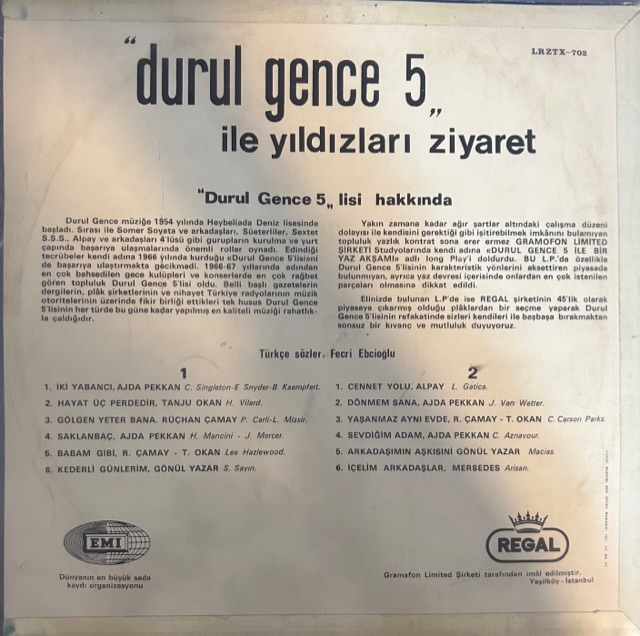 LRZTX-702
"durul gence 5„
ile yıldızları ziyaret
"Durul Gence 5„ lisi hakkında
Durul Gence müziğe 1954 yılında Heybeliada Deniz lisesinde
başladı. Sırası ile Somer Soyata ve arkadaşları, Süeterliler, Sextet
S.S.S., Alpay ve arkadaşları 4'lüsü gibi gurupların kurulma ve yurt
çapında başarıya ulaşmalarında önemli roller oynadı. Edindiği
tecrübeler kendi adına 1966 yılında kurduğu «Durul Gence 5'lisi»ni
de başarıya ulaştırmakta gecikmedi. 1966-67 yıllarında adından
en çok bahsedilen gece kulüpleri ve konserlerde en çok rağbet
gören topluluk Durul Gence 5'lisi oldu. Belli başlı gazetelerin
dergilerin, plâk şirketlerinin ve nihayet Türkiye radyolarının müzik
otoritelerinin üzerinde fikir birliği ettikleri tek husus Durul Gence
5'lisinin her türde bu güne kadar yapılmış en kaliteli müziği rahatlık-
la çaldığıdır.
Yakın zamana kadar ağır şartlar altındaki çalışma düzeni
dolayısı ile kendisini gerektiği gibi işitirebilmek imkânını bulamıyan
topluluk yazlık kontrat sona erer ermez GRAMOFON LİMİTED
ŞİRKETİ Studyolarında kendi adına «DURUL GENCE 5 İLE BİR
YAZ AKŞAMI» adlı long Play'i doldurdu. BU L.P.'de özellikle
Durul Gence 5'lisinin karakteristik yönlerini aksettiren piyasada
bulunmıyan, ayrıca yaz devresi içerisinde onlardan en çok istenilen
parçaları olmasına dikkat edildi.
Elinizde bulunan L.P'de ise REGAL şirketinin 45'lik olarak
piyasaya çıkarmış olduğu plâklardan bir seçme yaparak Durul
Gence 5'lisinin refakatinde sizleri kendileri ile başbaşa bırakmaktan
sonsuz bir kıvanç ve mutluluk duyuyoruz.
Türkçe sözler: Fecri Ebcioğlu
1
1. İKİ YABANCI, AJDA PEKKAN C. Singleton-E Snyder-B Kaempfert.
2. HAYAT ÜÇ PERDEDİR, TANJU OKAN H. Vilard.
3. GÖLGEN YETER BANA, RÜÇHAN ÇAMAY P. Carli-L. Mizsir.
4. SAKLANBAÇ, AJDA PEKKAN H. Mancini - J. Mercer.
5. BABAM GİBİ, R. ÇAMAY - T. OKAN Lee Hazlewood.
6. KEDERLİ GÜNLERİM, GÖNÜL YAZAR S. Sayın.
2
1. CENNET YOLU, ALPAY L. Gatica.
2. DÖNMEM SANA, AJDA PEKKAN J. Van Wetter.
3. YAŞANMAZ AYNI EVDE, R. ÇAMAY - T. OKAN C. Carson Parks.
4. SEVDİĞİM ADAM, AJDA PEKKAN C. Aznavour.
5. ARKADAŞIMIN AŞKISINI GÖNÜL YAZAR Macias.
6. İÇELİM ARKADAŞLAR, MERSEDES Arisan.
EMI
Dünyanın en büyük seda
kaydı organizasyonu
REGAL
Gramafon Limited Şirketi tarafından imâl edilmiştir.
Yeşilköy - İstanbul